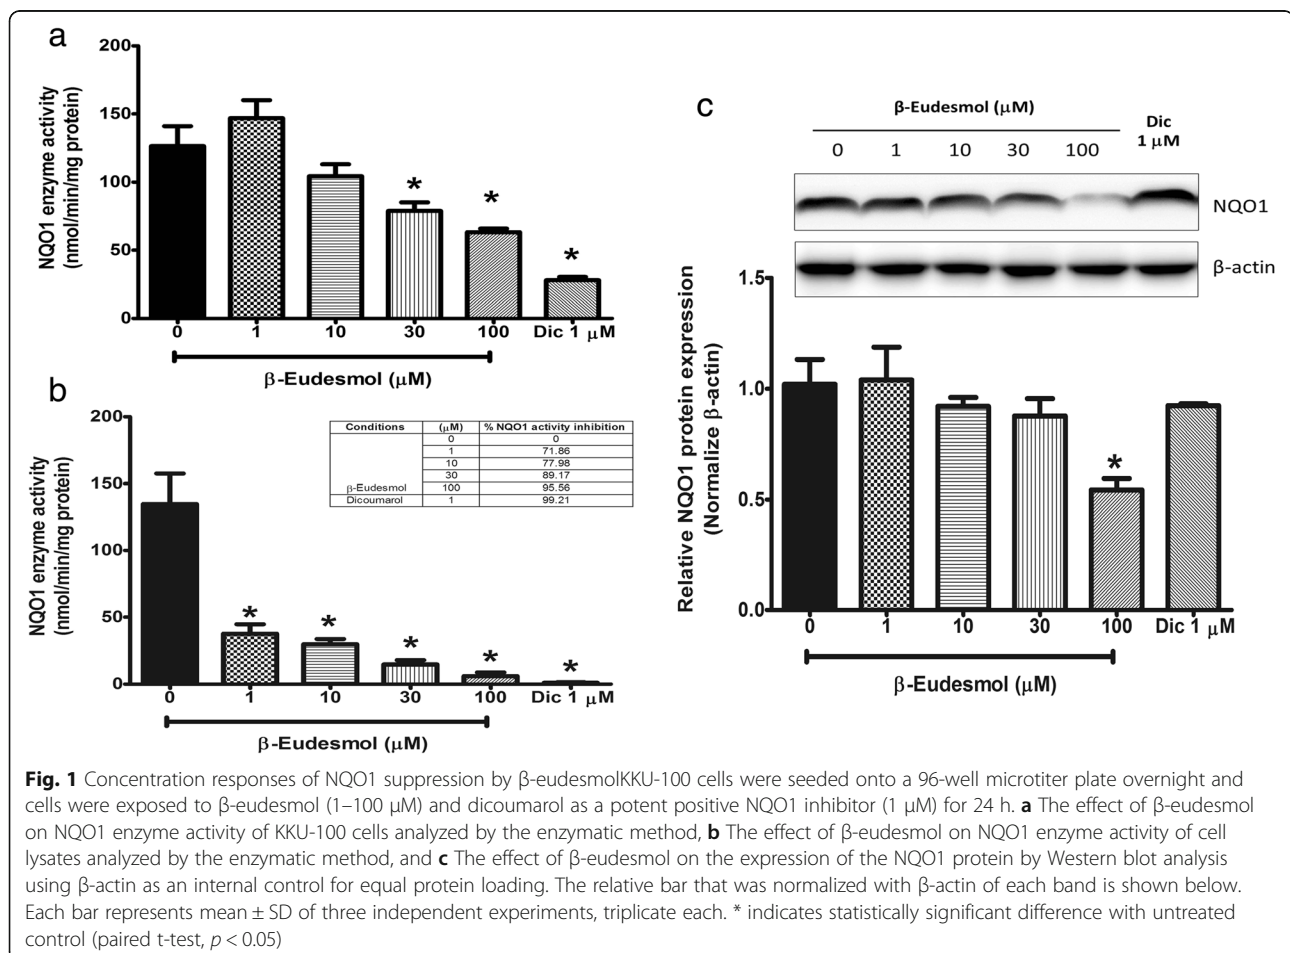 a
NQO1 enzyme activity
(nmol/min/mg protein)
200
150
100
50
0
* * *
0 1 10 30 100 Dic 1 μM
β-Eudesmol (μM)
b
NQO1 enzyme activity
(nmol/min/mg protein)
200
150
100
50
0
Conditions (μM) % NQO1 activity inhibition
0 0
1 71.86
10 77.98
30 89.17
β-Eudesmol 100 95.56
Dicoumarol 1 99.21
* * * * *
0 1 10 30 100 Dic 1 μM
β-Eudesmol (μM)
c
β-Eudesmol (μM)
Dic
1 μM
0 1 10 30 100
NQO1
β-actin
Relative NQO1 protein expression
(Normalize β-actin)
1.5
1.0
0.5
0.0
*
0 1 10 30 100 Dic 1 μM
β-Eudesmol (μM)
Fig. 1 Concentration responses of NQO1 suppression by β-eudesmolKKU-100 cells were seeded onto a 96-well microtiter plate overnight and
cells were exposed to β-eudesmol (1–100 μM) and dicoumarol as a potent positive NQO1 inhibitor (1 μM) for 24 h. a The effect of β-eudesmol
on NQO1 enzyme activity of KKU-100 cells analyzed by the enzymatic method, b The effect of β-eudesmol on NQO1 enzyme activity of cell
lysates analyzed by the enzymatic method, and c The effect of β-eudesmol on the expression of the NQO1 protein by Western blot analysis
using β-actin as an internal control for equal protein loading. The relative bar that was normalized with β-actin of each band is shown below.
Each bar represents mean ± SD of three independent experiments, triplicate each. * indicates statistically significant difference with untreated
control (paired t-test, p < 0.05)